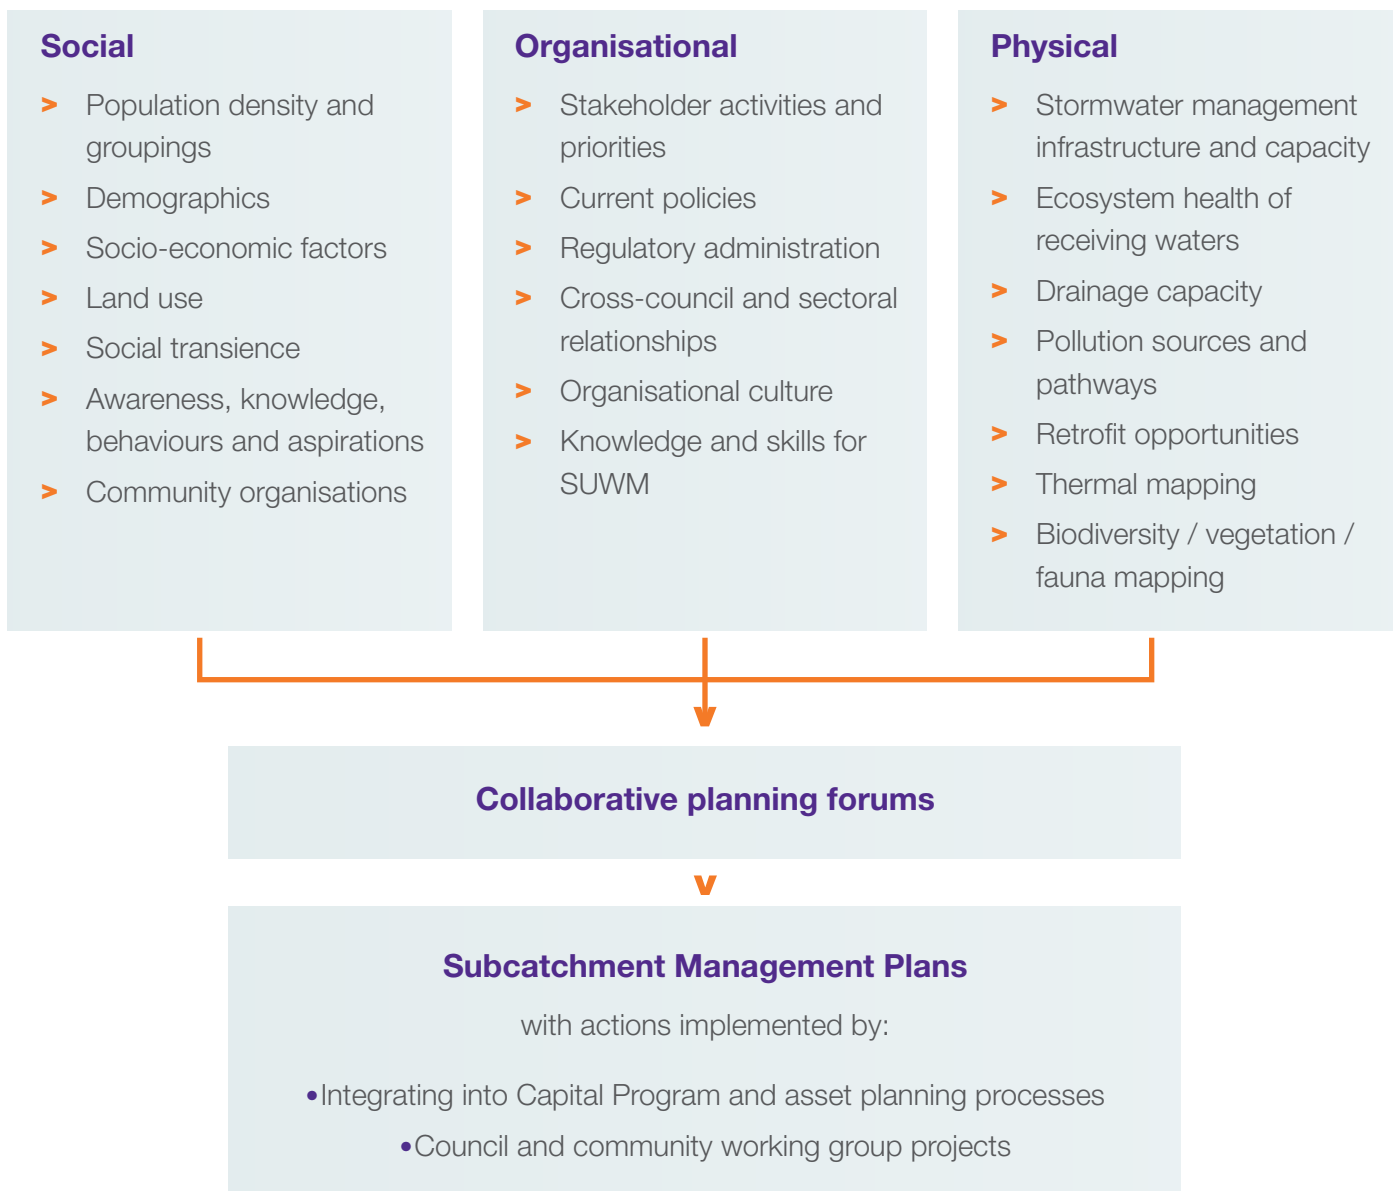 Social
> Population density and
groupings
> Demographics
> Socio-economic factors
> Land use
> Social transience
> Awareness, knowledge,
behaviours and aspirations
> Community organisations
Organisational
> Stakeholder activities and
priorities
> Current policies
> Regulatory administration
> Cross-council and sectoral
relationships
> Organisational culture
> Knowledge and skills for
SUWM
Physical
> Stormwater management
infrastructure and capacity
> Ecosystem health of
receiving waters
> Drainage capacity
> Pollution sources and
pathways
> Retrofit opportunities
> Thermal mapping
> Biodiversity / vegetation /
fauna mapping
Collaborative planning forums
Subcatchment Management Plans
with actions implemented by:
•Integrating into Capital Program and asset planning processes
•Council and community working group projects